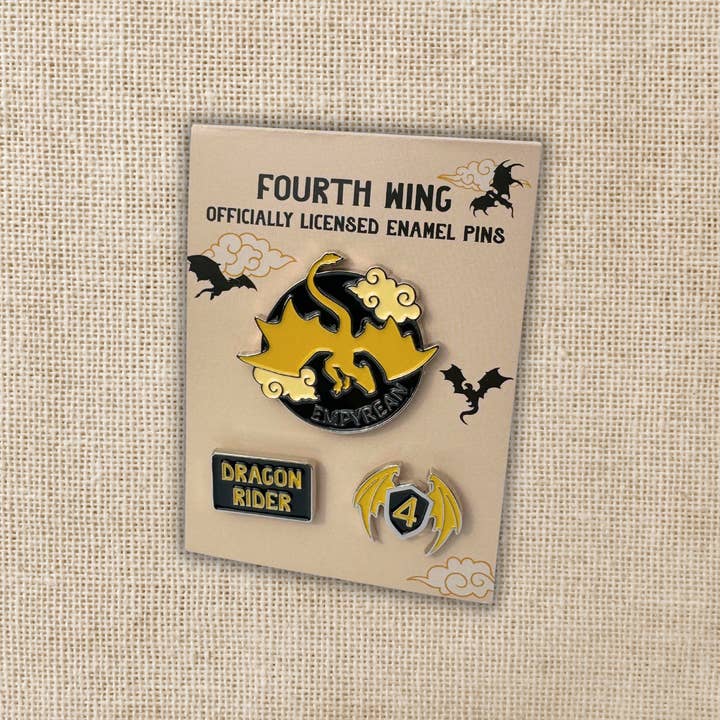 FOURTH WING
OFFICIALLY LICENSED ENAMEL PINS
EMPYREAN
DRAGON
RIDER
4